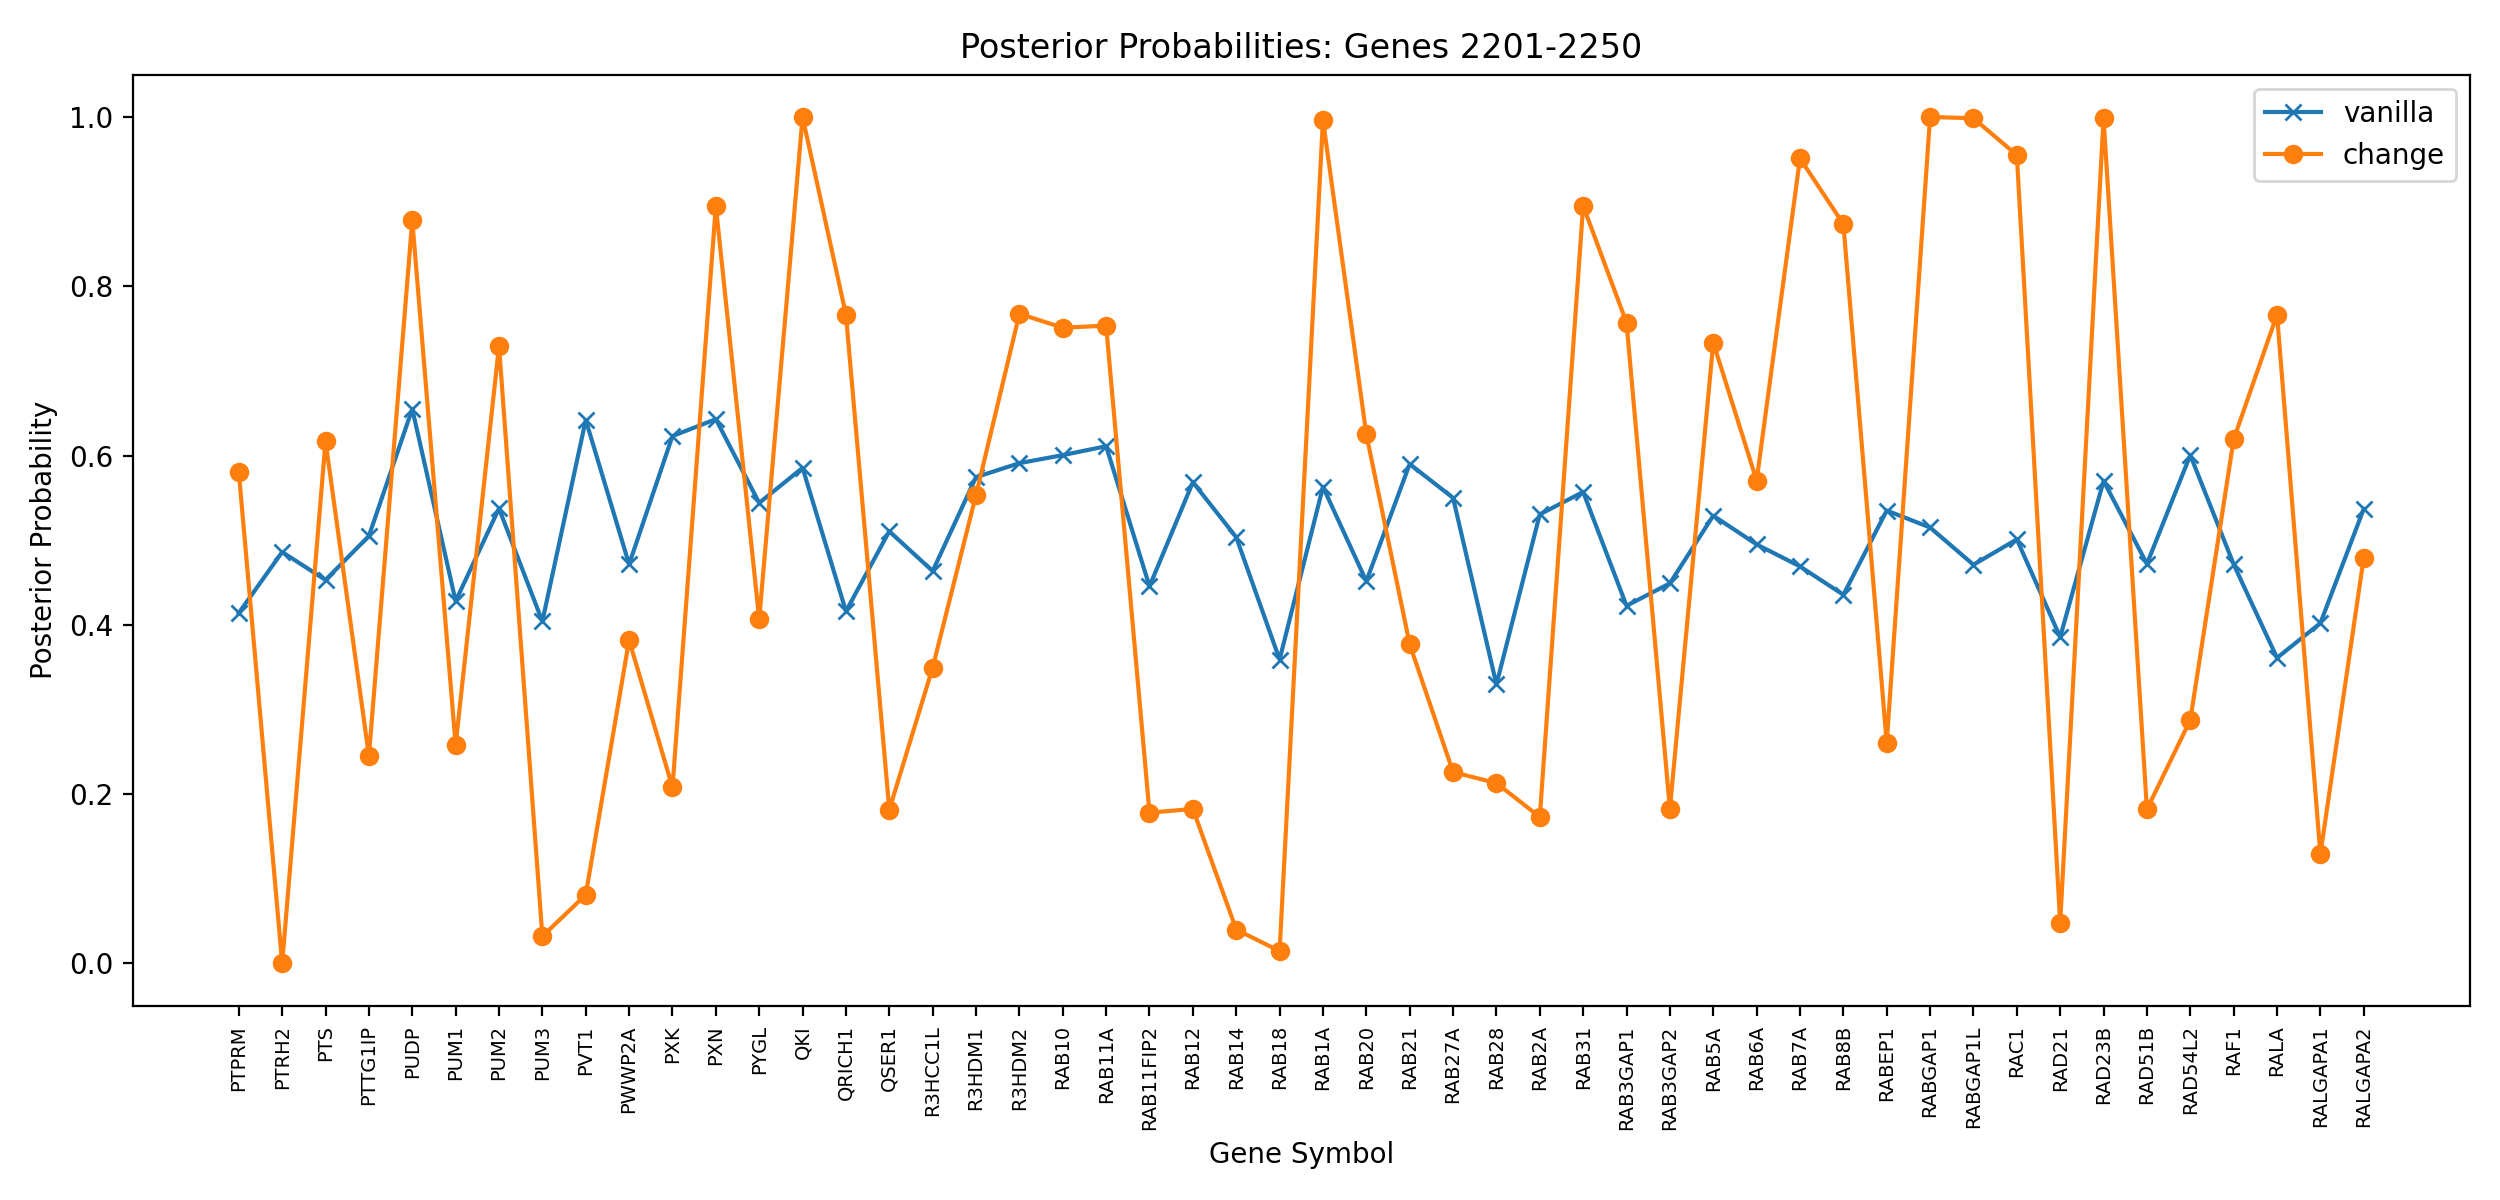 Posterior Probabilities: Genes 2201-2250
vanilla
change
Posterior Probability
1.0
0.8
0.6
0.4
0.2
0.0
PTPRM
PTRH2
PTS
PTTG1IP
PUDP
PUM1
PUM2
PUM3
PVT1
PWWP2A
PXK
PXN
PYGL
QKI
QRICH1
QSER1
R3HCC1L
R3HDM1
R3HDM2
RAB10
RAB11A
RAB11FIP2
RAB12
RAB14
RAB18
RAB1A
RAB20
RAB21
RAB27A
RAB28
RAB2A
RAB31
RAB3GAP1
RAB3GAP2
RAB5A
RAB6A
RAB7A
RAB8B
RABEP1
RABGAP1
RABGAP1L
RAC1
RAD21
RAD23B
RAD51B
RAD54L2
RAF1
RALA
RALGAPA1
RALGAPA2
Gene Symbol